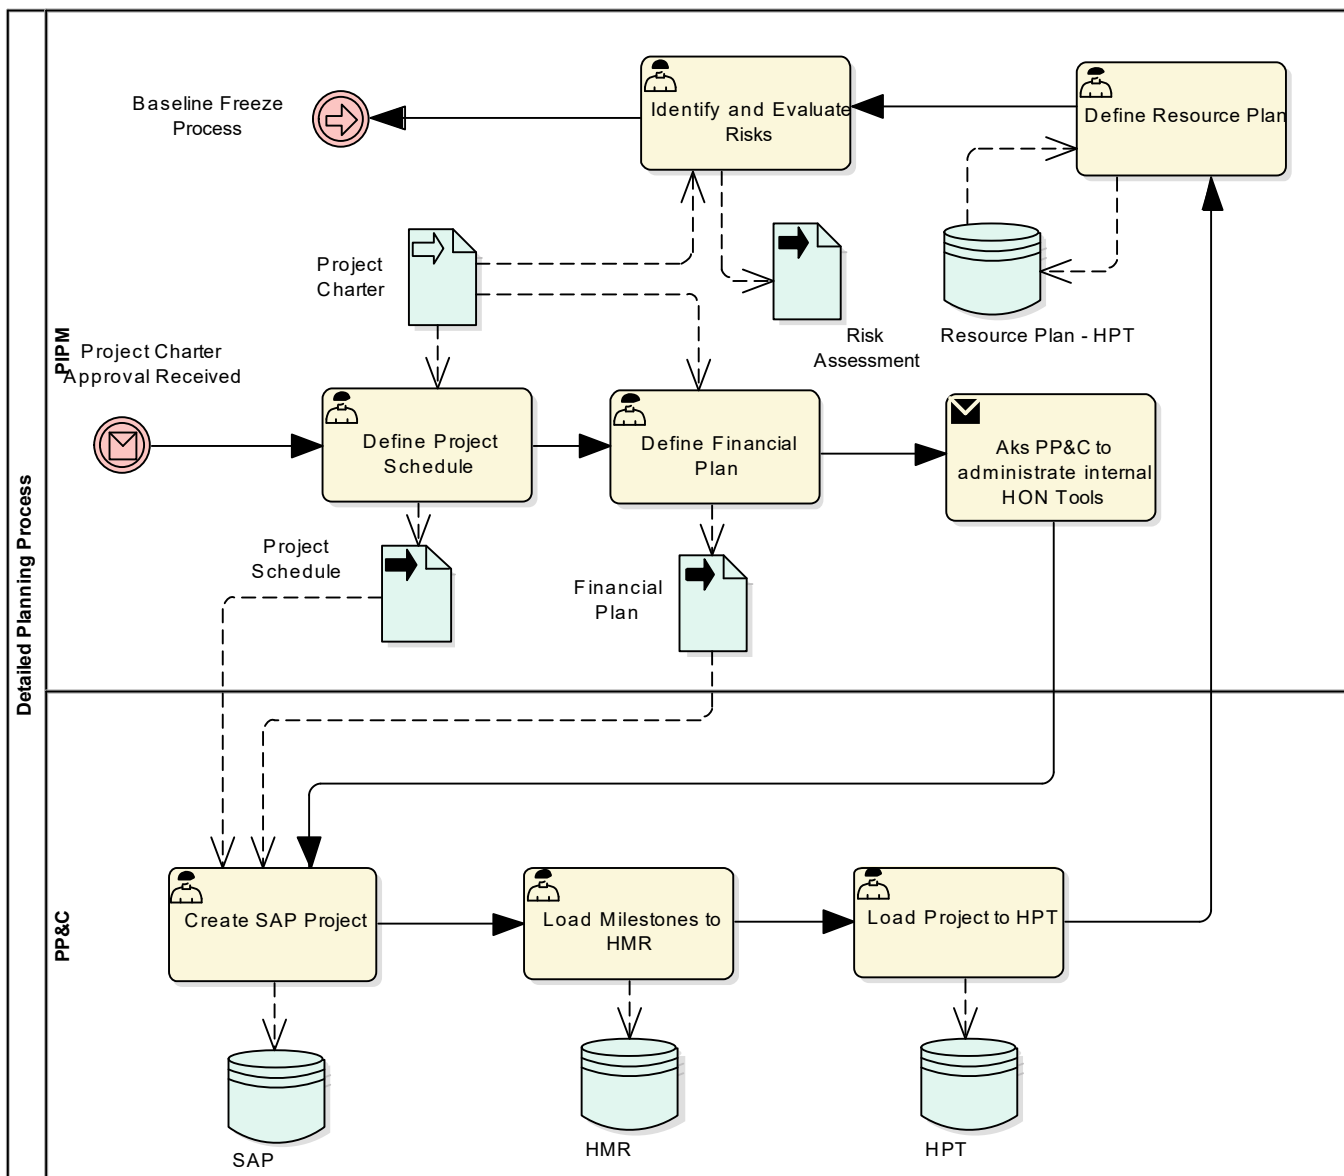 Detailed Planning Process
PIPM
Baseline Freeze
Process
Identify and Evaluate
Risks
Define Resource Plan
Project
Charter
Risk
Assessment
Resource Plan - HPT
Project Charter
Approval Received
Define Project
Schedule
Define Financial
Plan
Aks PP&C to
administrate internal
HON Tools
Project
Schedule
Financial
Plan
PP&C
Create SAP Project
Load Milestones to
HMR
Load Project to HPT
SAP
HMR
HPT